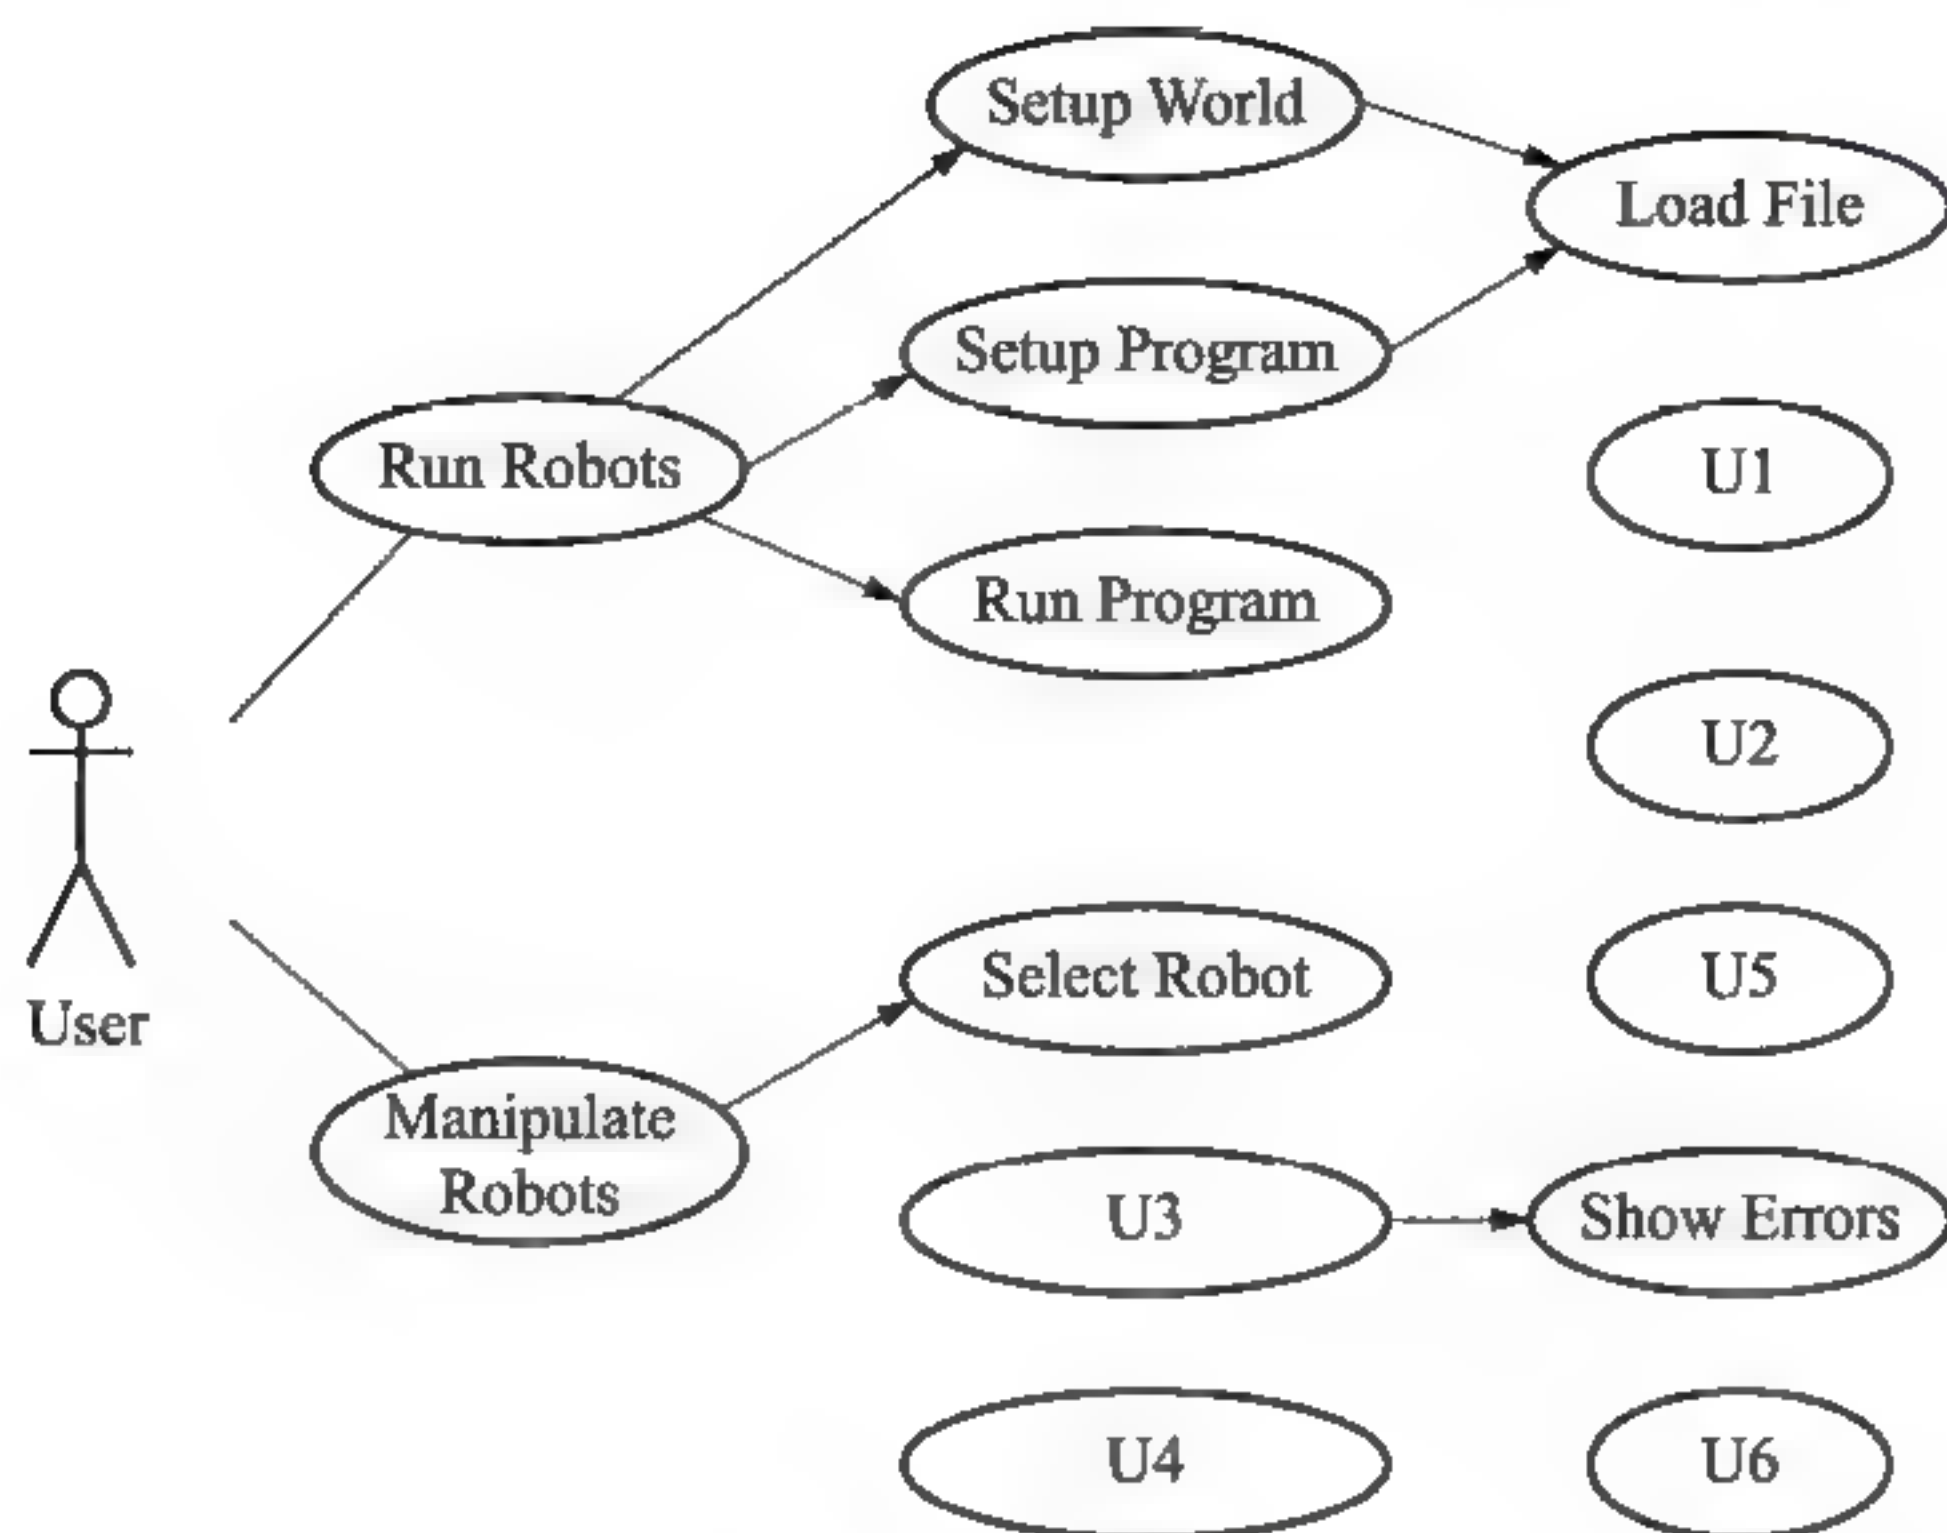 Setup World
Load File
Setup Program
Run Robots
U1
Run Program
U2
Select Robot
U5
User
Manipulate
Robots
U3
Show Errors
U4
U6